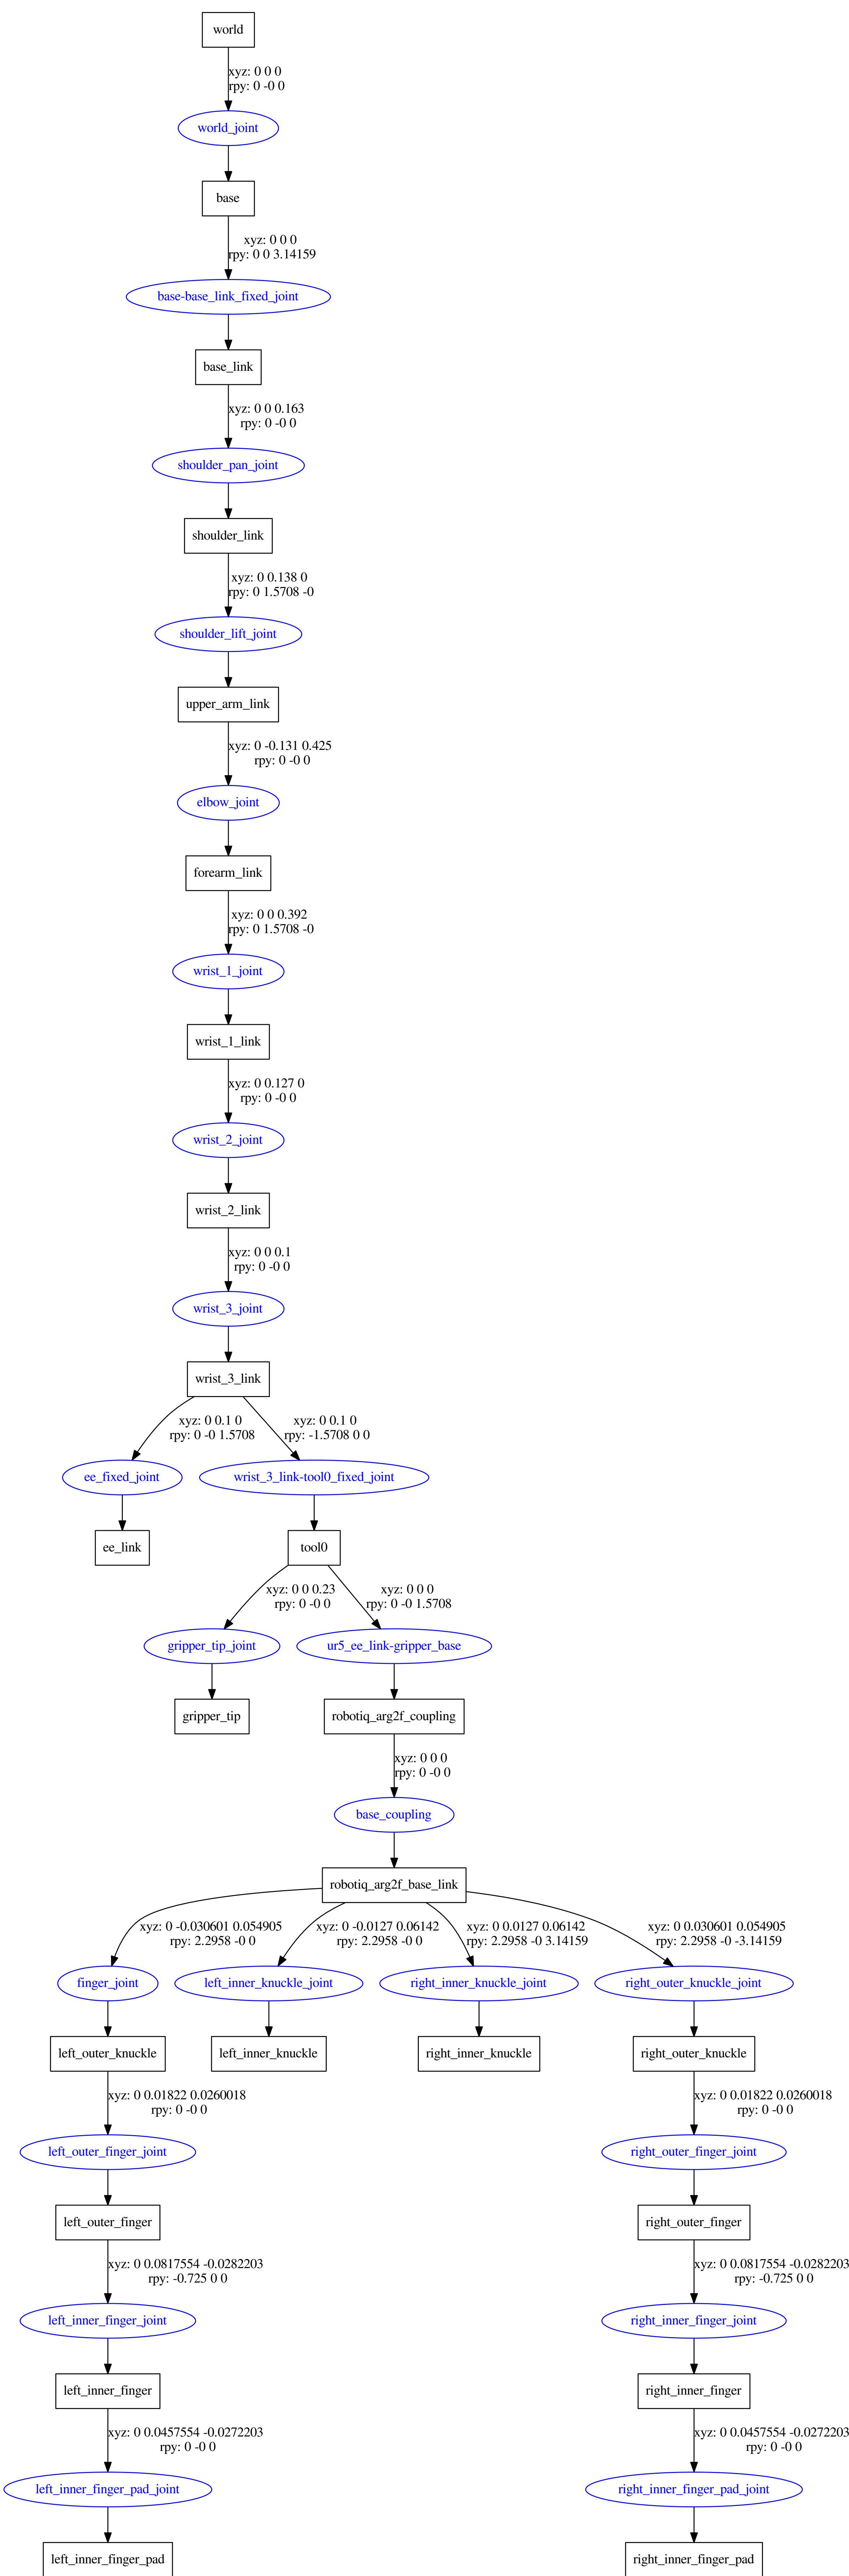 world
xyz: 0 0 0
rpy: 0 -0 0
world_joint
base
xyz: 0 0 0
rpy: 0 0 3.14159
base-base_link_fixed_joint
base_link
xyz: 0 0 0.163
rpy: 0 -0 0
shoulder_pan_joint
shoulder_link
xyz: 0 0.138 0
rpy: 0 1.5708 -0
shoulder_lift_joint
upper_arm_link
xyz: 0 -0.131 0.425
rpy: 0 -0 0
elbow_joint
forearm_link
xyz: 0 0 0.392
rpy: 0 1.5708 -0
wrist_1_joint
wrist_1_link
xyz: 0 0.127 0
rpy: 0 -0 0
wrist_2_joint
wrist_2_link
xyz: 0 0 0.1
rpy: 0 -0 0
wrist_3_joint
wrist_3_link
xyz: 0 0.1 0
rpy: 0 -0 1.5708
xyz: 0 0.1 0
rpy: -1.5708 0 0
ee_fixed_joint
wrist_3_link-tool0_fixed_joint
ee_link
tool0
xyz: 0 0 0.23
rpy: 0 -0 0
xyz: 0 0 0
rpy: 0 -0 1.5708
gripper_tip_joint
ur5_ee_link-gripper_base
gripper_tip
robotiq_arg2f_coupling
xyz: 0 0 0
rpy: 0 -0 0
base_coupling
robotiq_arg2f_base_link
xyz: 0 -0.030601 0.054905
rpy: 2.2958 -0 0
xyz: 0 -0.0127 0.06142
rpy: 2.2958 -0 0
xyz: 0 0.0127 0.06142
rpy: 2.2958 -0 3.14159
xyz: 0 0.030601 0.054905
rpy: 2.2958 -0 -3.14159
finger_joint
left_inner_knuckle_joint
right_inner_knuckle_joint
right_outer_knuckle_joint
left_outer_knuckle
left_inner_knuckle
right_inner_knuckle
right_outer_knuckle
xyz: 0 0.01822 0.0260018
rpy: 0 -0 0
xyz: 0 0.01822 0.0260018
rpy: 0 -0 0
left_outer_finger_joint
right_outer_finger_joint
left_outer_finger
right_outer_finger
xyz: 0 0.0817554 -0.0282203
rpy: -0.725 0 0
xyz: 0 0.0817554 -0.0282203
rpy: -0.725 0 0
left_inner_finger_joint
right_inner_finger_joint
left_inner_finger
right_inner_finger
xyz: 0 0.0457554 -0.0272203
rpy: 0 -0 0
xyz: 0 0.0457554 -0.0272203
rpy: 0 -0 0
left_inner_finger_pad_joint
right_inner_finger_pad_joint
left_inner_finger_pad
right_inner_finger_pad